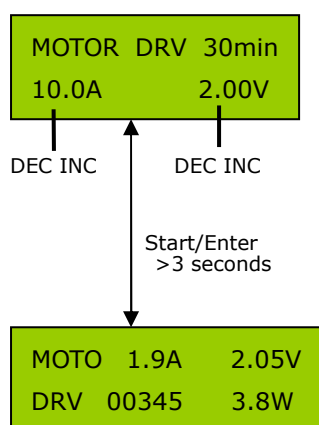 MOTOR DRV 30min
10.0A 2.00V
DEC INC DEC INC
Start/Enter
>3 seconds
MOTO 1.9A 2.05V
DRV 00345 3.8W